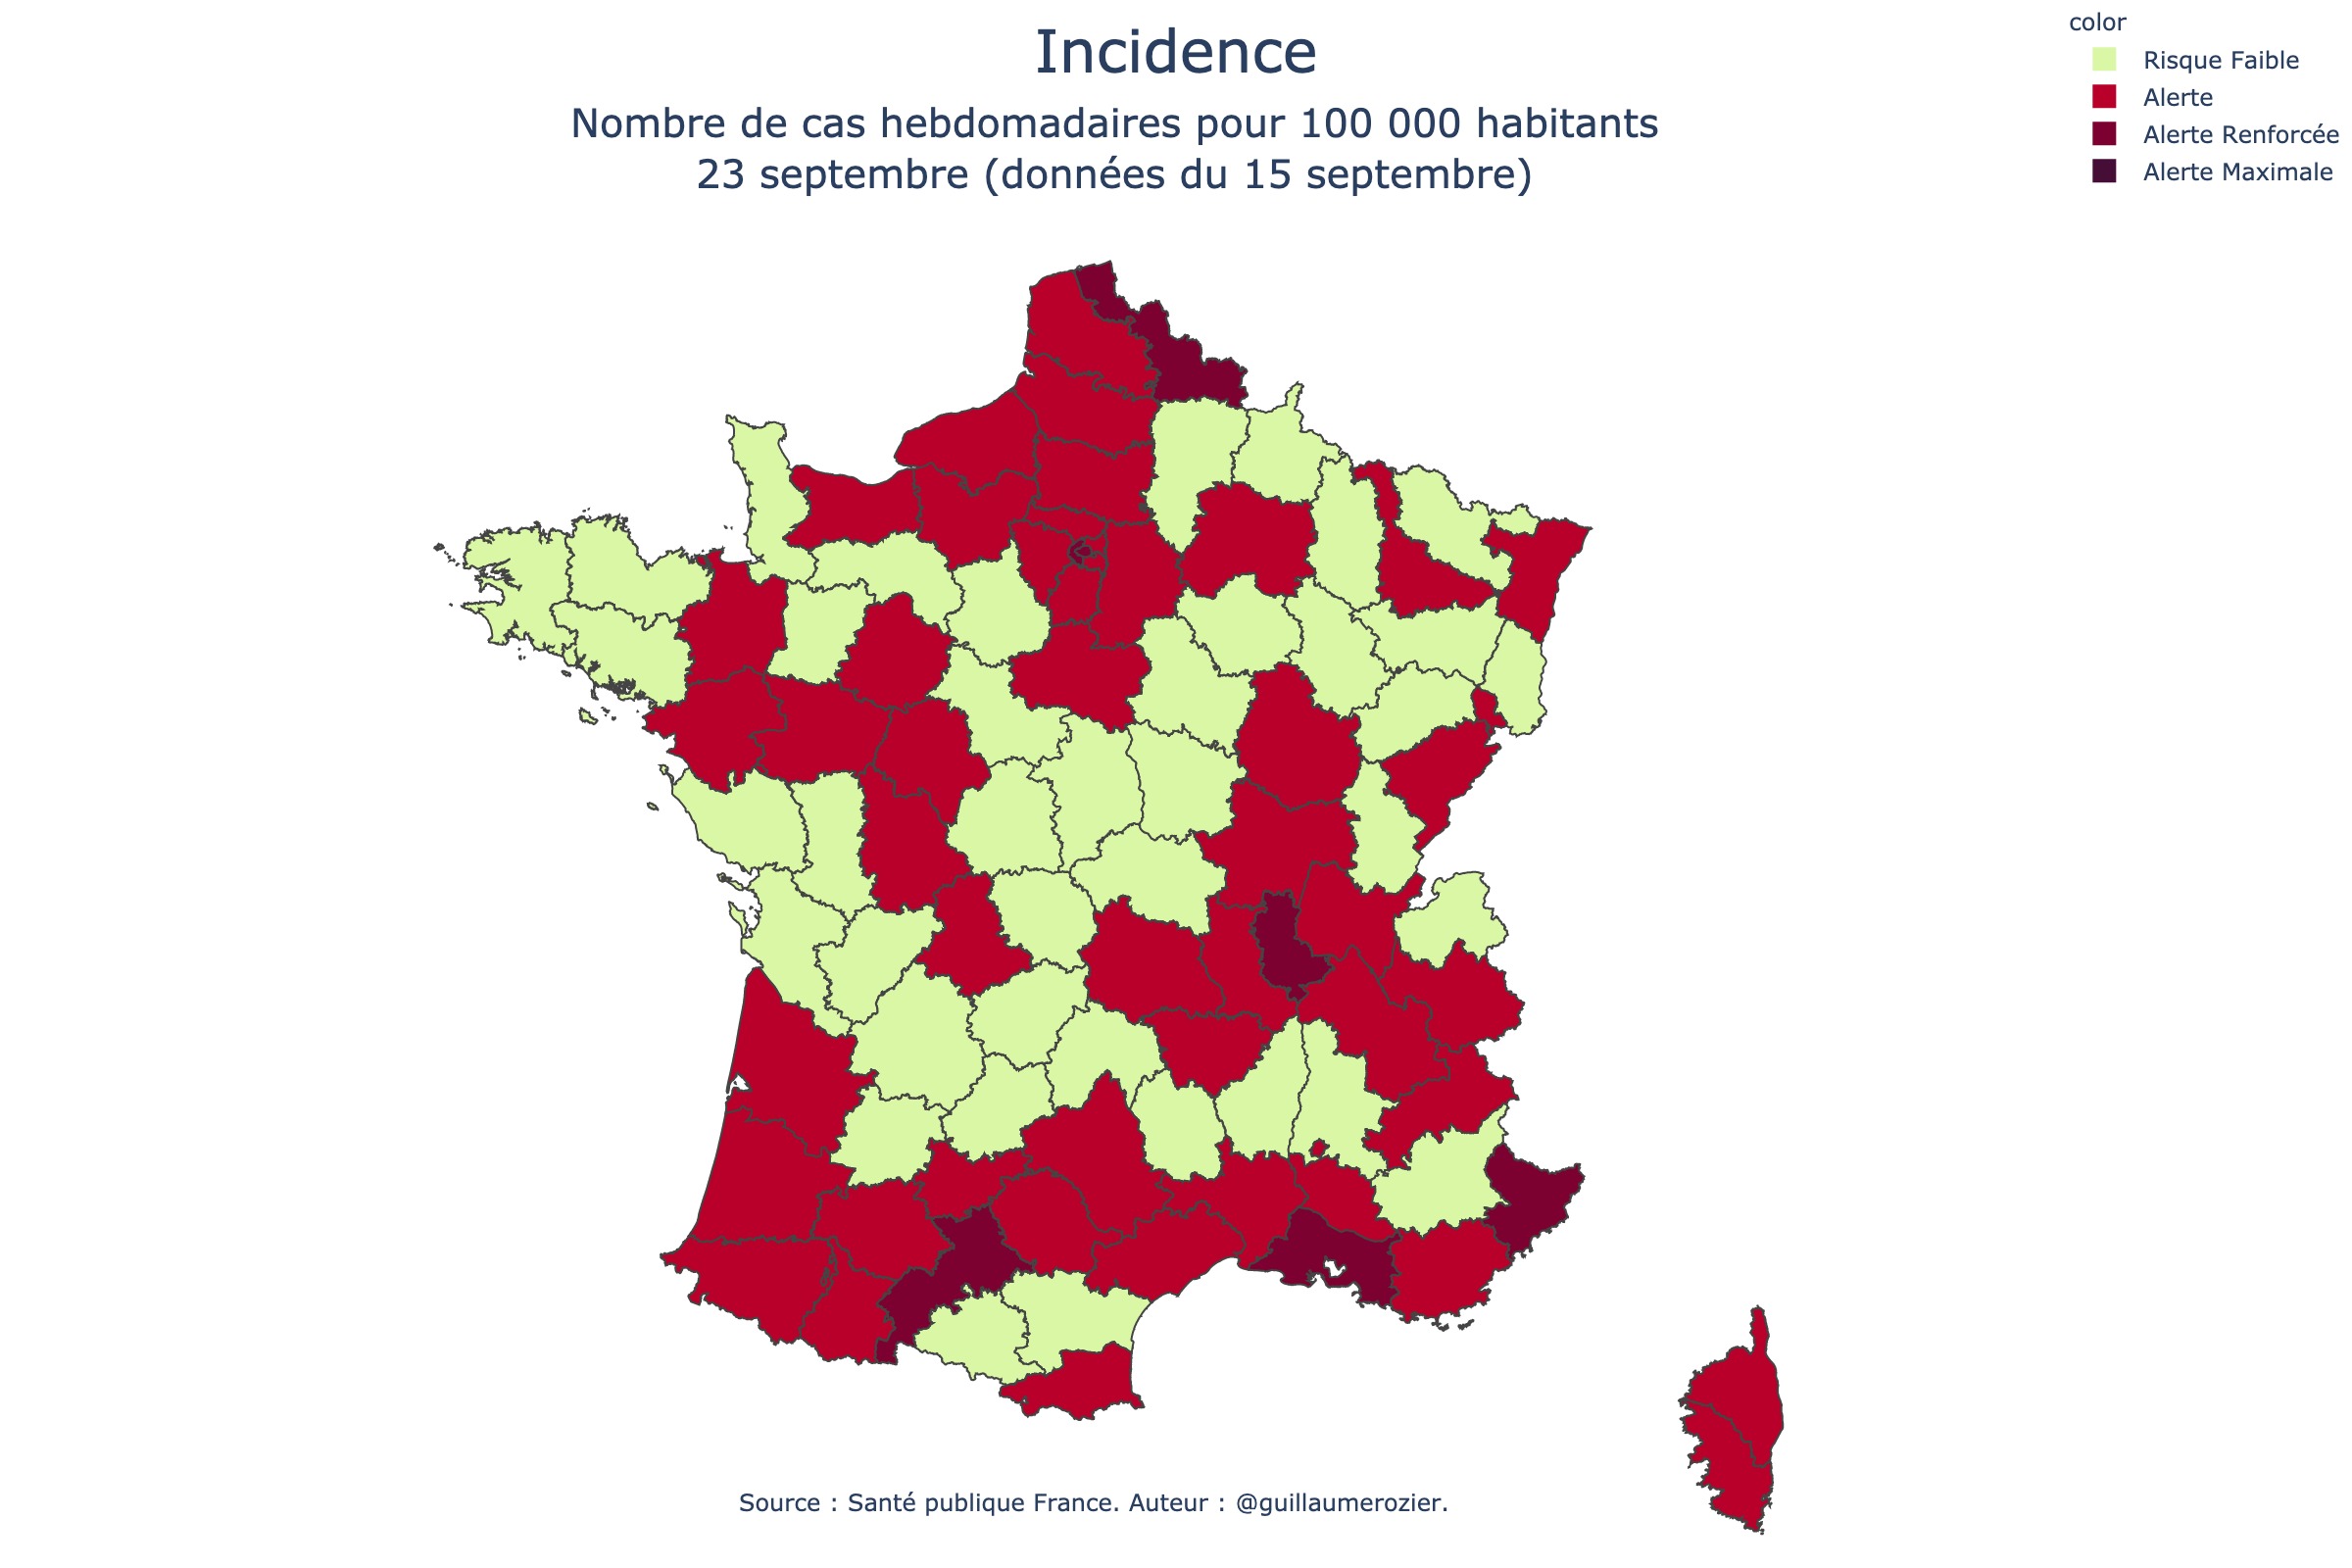 Incidence
Nombre de cas hebdomadaires pour 100 000 habitants
23 septembre (données du 15 septembre)
color
Risque Faible
Alerte
Alerte Renforcée
Alerte Maximale
Source : Santé publique France. Auteur : @guillaumerozier.